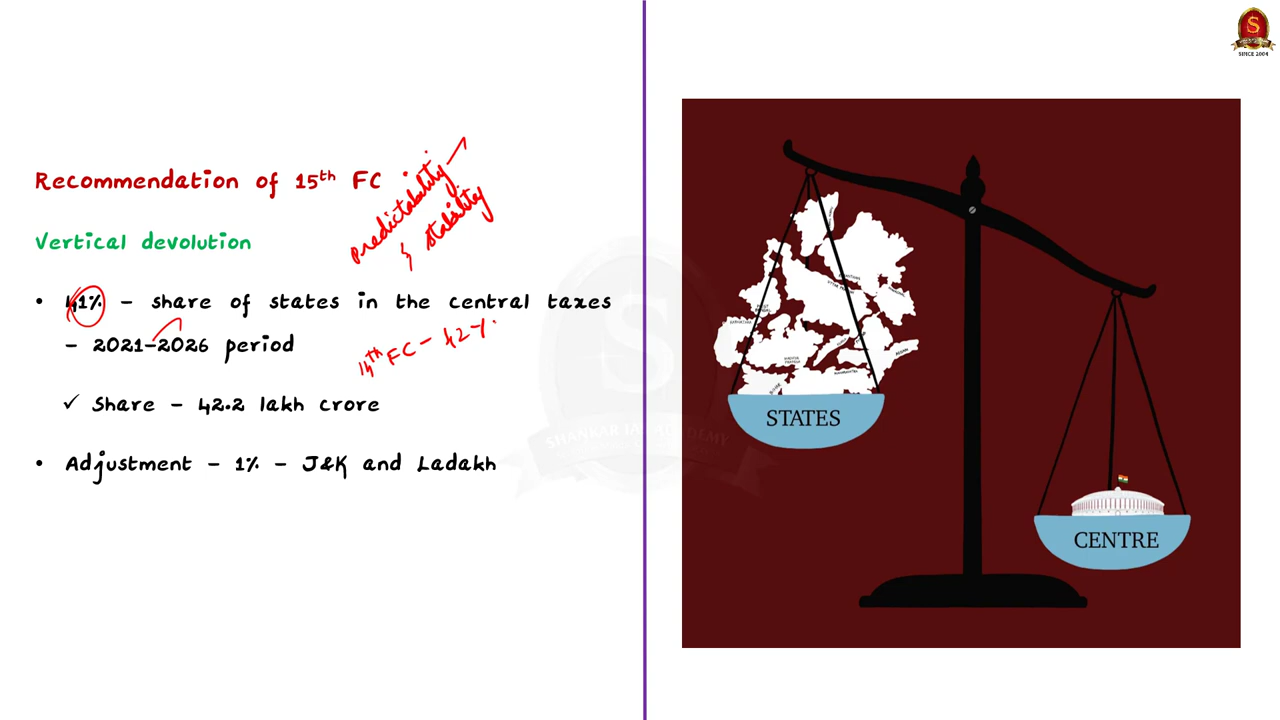 S
SINCE 2004
Recommendation of 15th FC
predictability
& stability
Vertical devolution
• 41% – share of states in the central taxes
– 2021-2026 period
14th FC – 42%.
✓ Share – 42.2 lakh crore
• Adjustment – 1% – J&K and Ladakh
STATES
CENTRE